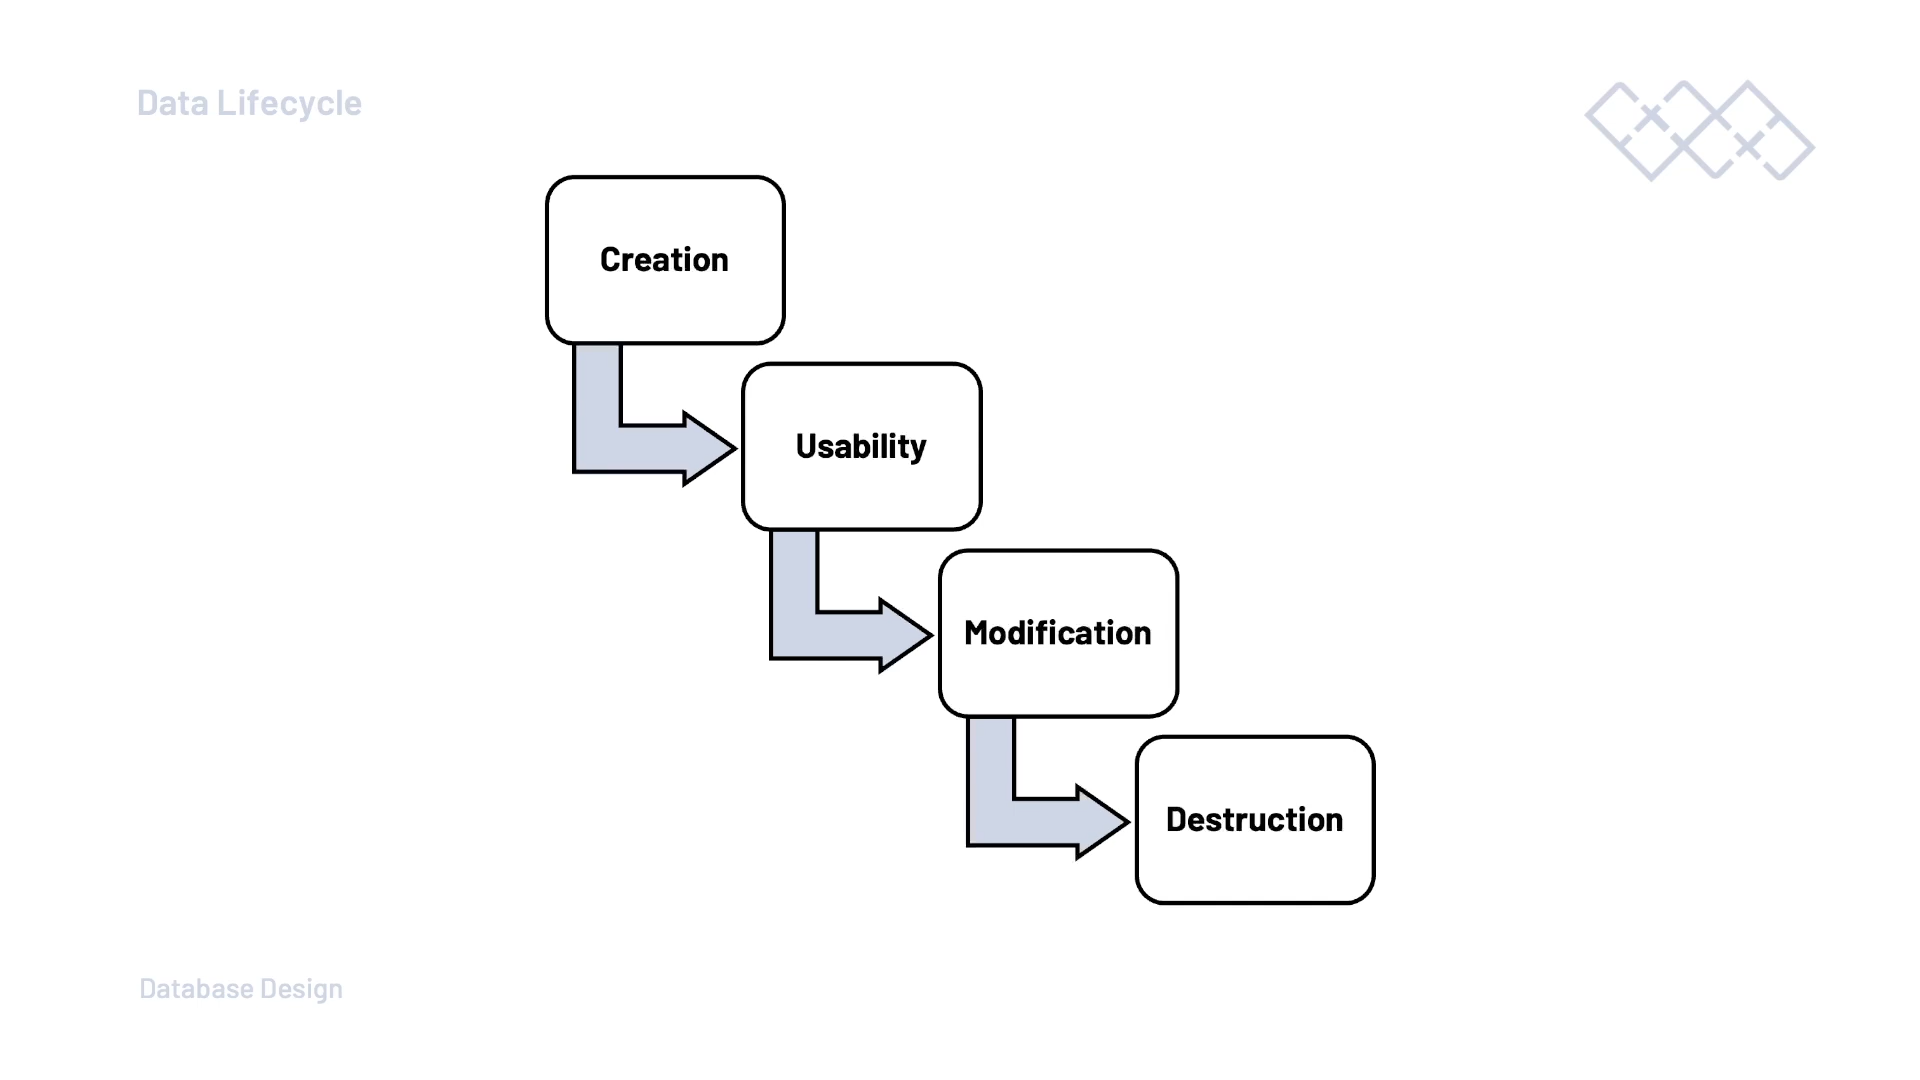 Data Lifecycle
Creation
Usability
Modification
Destruction
Database Design